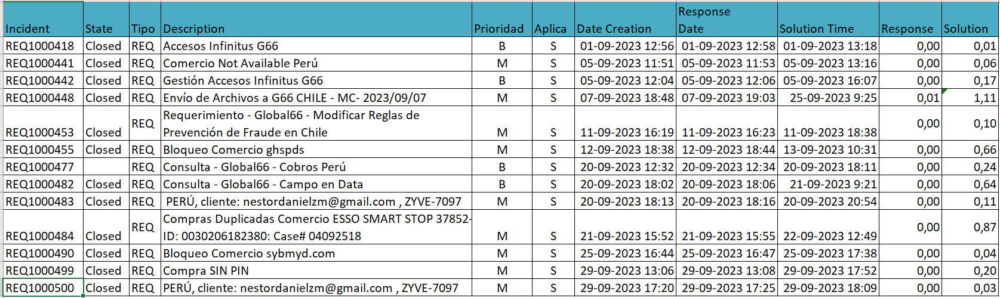 Incident State Tipo Description Prioridad Aplica Date Creation Response Date Solution Time Response Solution
REQ1000418 Closed REQ Accesos Infinitus G66 B S 01-09-2023 12:56 01-09-2023 12:58 01-09-2023 13:18 0,00 0,01
REQ1000441 Closed REQ Comercio Not Available Perú M S 05-09-2023 11:51 05-09-2023 11:53 05-09-2023 13:16 0,00 0,06
REQ1000442 Closed REQ Gestión Accesos Infinitus G66 B S 05-09-2023 12:04 05-09-2023 12:06 05-09-2023 16:07 0,00 0,17
REQ1000448 Closed REQ Envío de Archivos a G66 CHILE - MC- 2023/09/07 M S 07-09-2023 18:48 07-09-2023 19:03 25-09-2023 9:25 0,01 1,11
REQ1000453 Closed REQ Requerimiento - Global66 - Modificar Reglas de
Prevención de Fraude en Chile M S 11-09-2023 16:19 11-09-2023 16:23 11-09-2023 18:38 0,00 0,10
REQ1000455 Closed REQ Bloqueo Comercio ghspds M S 12-09-2023 18:38 12-09-2023 18:44 13-09-2023 10:31 0,00 0,66
REQ1000477 REQ Consulta - Global66 - Cobros Perú B S 20-09-2023 12:32 20-09-2023 12:34 20-09-2023 18:11 0,00 0,24
REQ1000482 Closed REQ Consulta - Global66 - Campo en Data B S 20-09-2023 18:02 20-09-2023 18:06 21-09-2023 9:21 0,00 0,64
REQ1000483 Closed REQ PERÚ, cliente: nestordanielzm@gmail.com , ZYVE-7097 M S 20-09-2023 18:13 20-09-2023 18:16 20-09-2023 20:54 0,00 0,11
REQ1000484 Closed REQ Compras Duplicadas Comercio ESSO SMART STOP 37852-
ID: 0030206182380: Case# 04092518 M S 21-09-2023 15:52 21-09-2023 15:55 22-09-2023 12:49 0,00 0,87
REQ1000490 Closed REQ Bloqueo Comercio sybmyd.com M S 25-09-2023 16:44 25-09-2023 16:47 25-09-2023 17:38 0,00 0,04
REQ1000499 Closed REQ Compra SIN PIN M S 29-09-2023 13:06 29-09-2023 13:08 29-09-2023 17:52 0,00 0,20
REQ1000500 Closed REQ PERÚ, cliente: nestordanielzm@gmail.com , ZYVE-7097 M S 29-09-2023 17:20 29-09-2023 17:25 29-09-2023 18:09 0,00 0,03